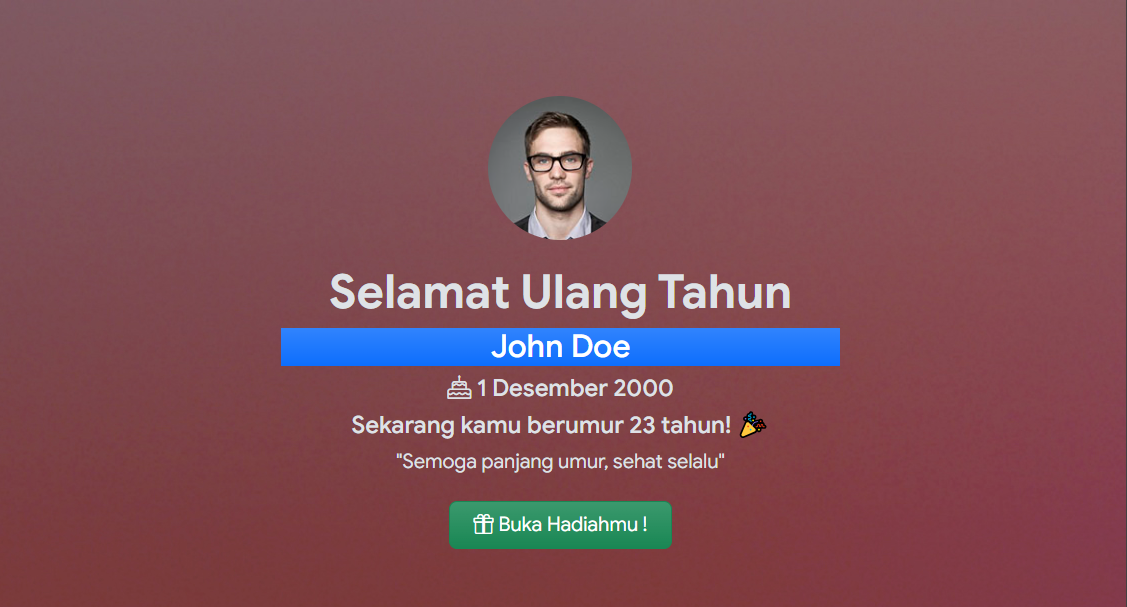 Selamat Ulang Tahun
John Doe
1 Desember 2000
Sekarang kamu berumur 23 tahun! 🎉
"Semoga panjang umur, sehat selalu"
Buka Hadiahmu !